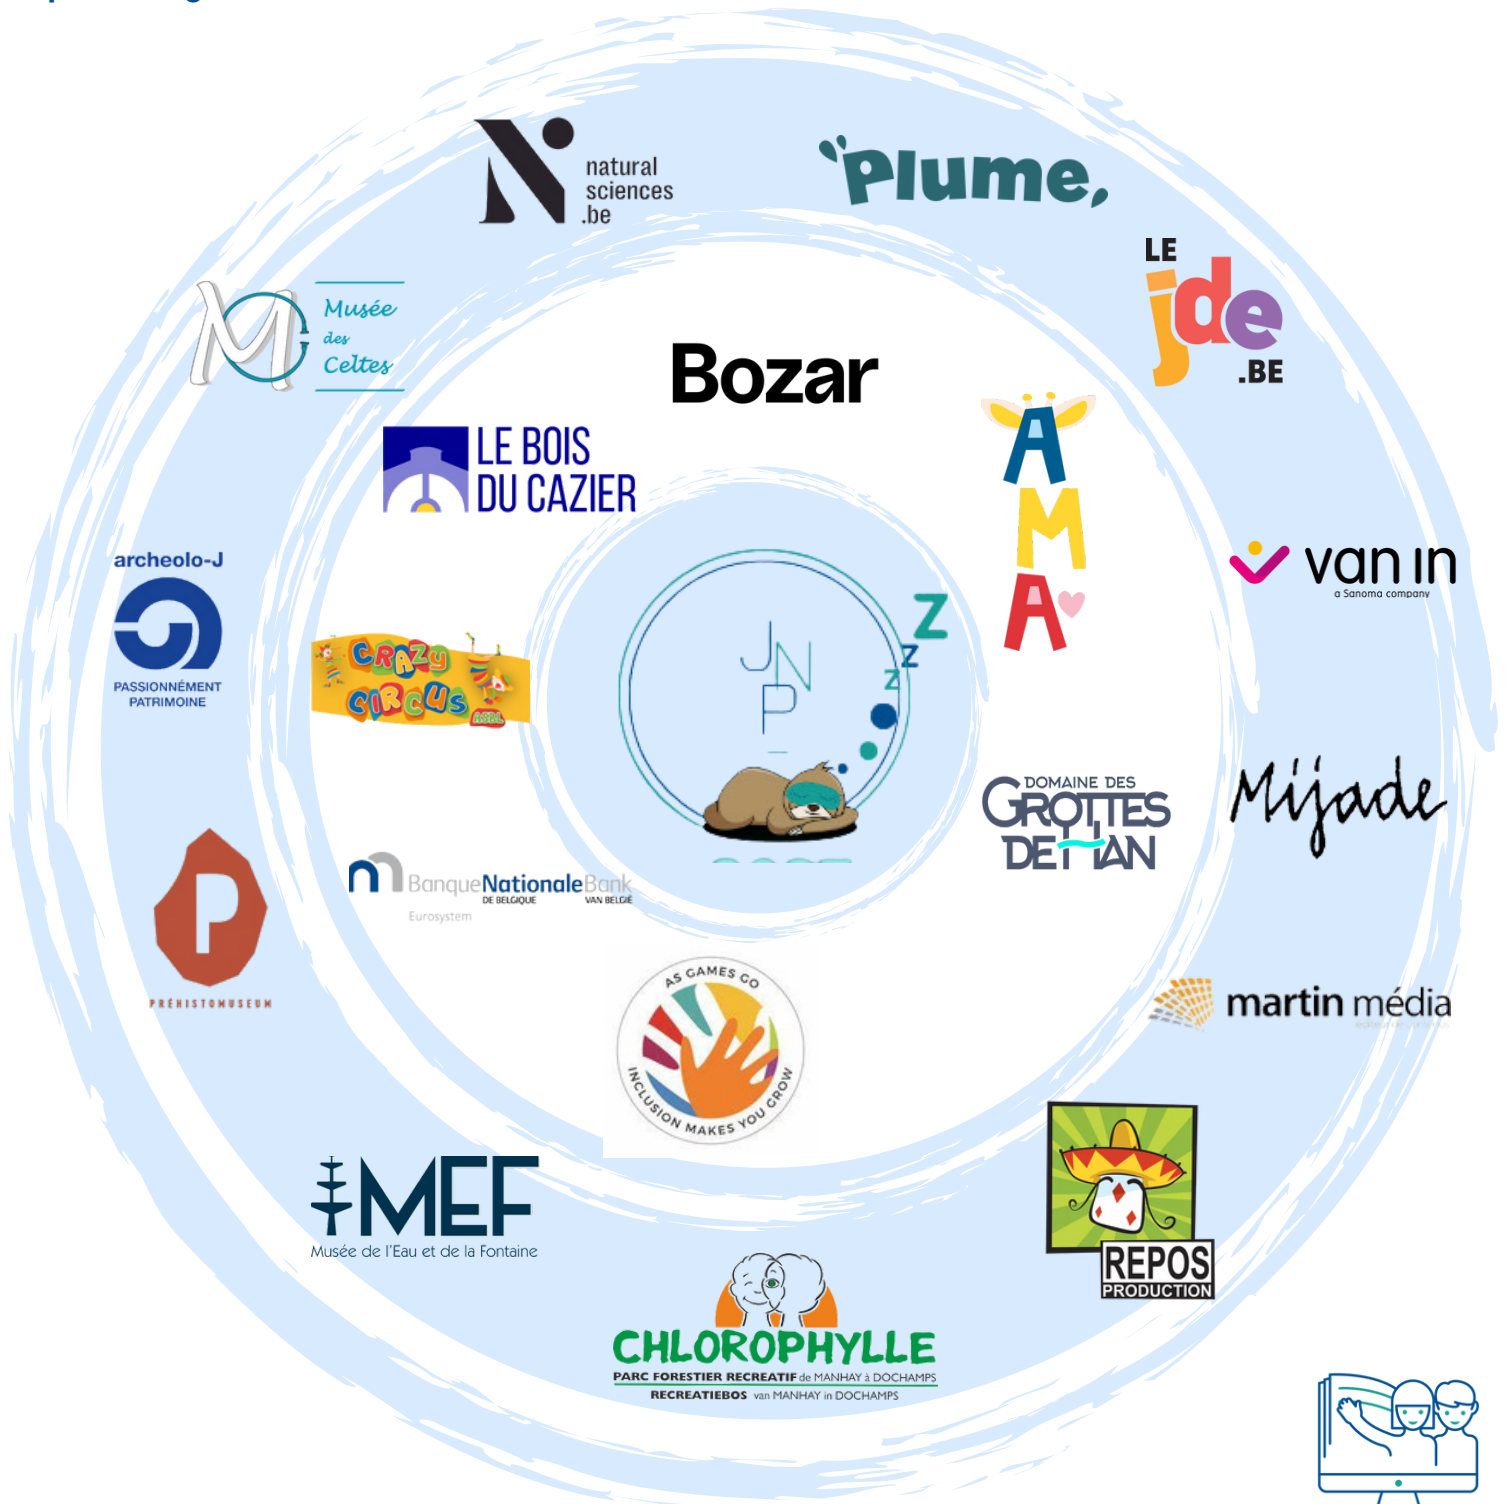 natural
sciences
.be
Plume,
LE
jde
.BE
Musée
des
Celtes
Bozar
LE BOIS
DU CAZIER
AMA
archeolo-J
PASSIONNÉMENT
PATRIMOINE
van in
a Sanoma company
CRAZY
CIRCUS
ASBL
JN
P
Z
Z
Z
DOMAINE DES
GROTTES
DE HAN
Mijade
BanqueNationaleBank
DE BELGIQUE VAN BELGIË
Eurosystem
P
PRÉHISTOMUSEUM
AS GAMES GO
INCLUSION MAKES YOU GROW
martin média
MEF
Musée de l'Eau et de la Fontaine
REPOS
PRODUCTION
CHLOROPHYLLE
PARC FORESTIER RECREATIF de MANHAY à DOCHAMPS
RECREATIEBOS van MANHAY in DOCHAMPS